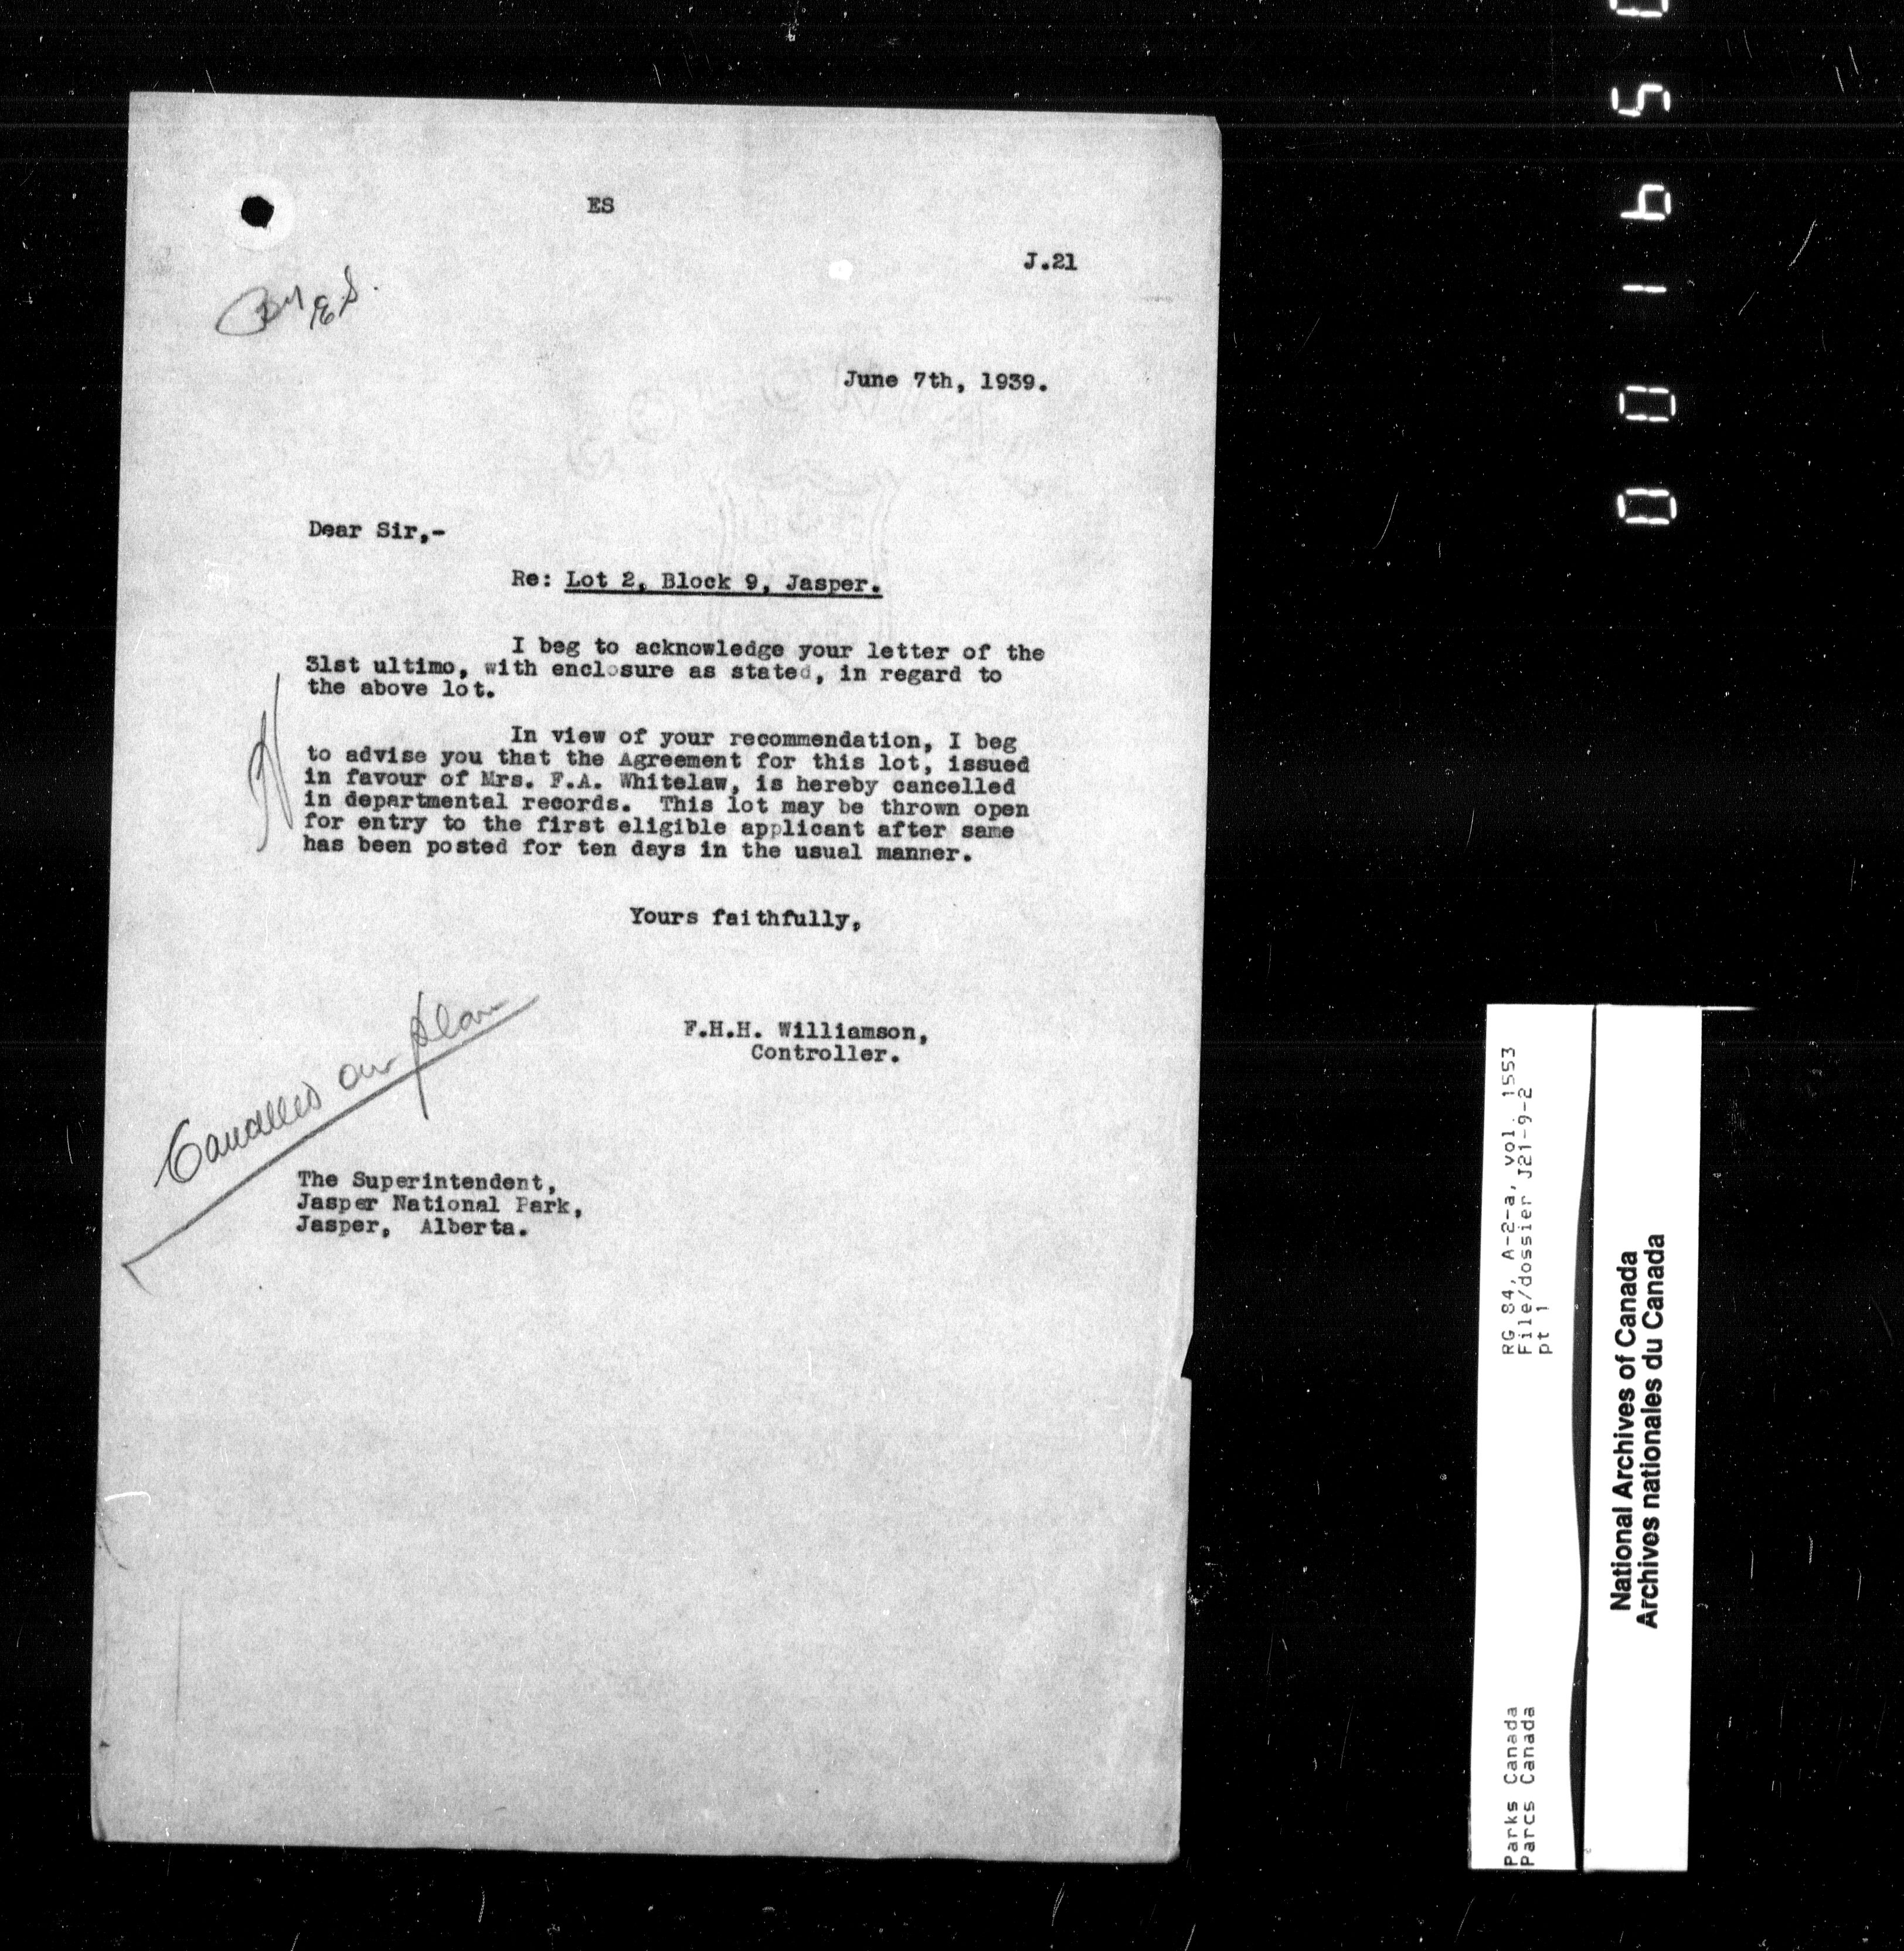 ES
J.21
June 7th, 1939.
Dear Sir,-
Re: Lot 2, Block 9, Jasper.
I beg to acknowledge your letter of the
31st ultimo, with enclosure as stated, in regard to
the above lot.
In view of your recommendation, I beg
to advise you that the Agreement for this lot, issued
in favour of Mrs. F.A. Whitelaw, is hereby cancelled
in departmental records.  This lot may be thrown open
for entry to the first eligible applicant after same
has been posted for ten days in the usual manner.
Yours faithfully,
F.H.H. Williamson,
Controller.
plan
The Superintendent,
Jasper National Park,
Jasper, Alberta.
RG 84, A-2-a, vol. 1553
File/dossier J21-9-2
pt 1
Parks Canada
Parcs Canada
National Archives of Canada
Archives nationales du Canada